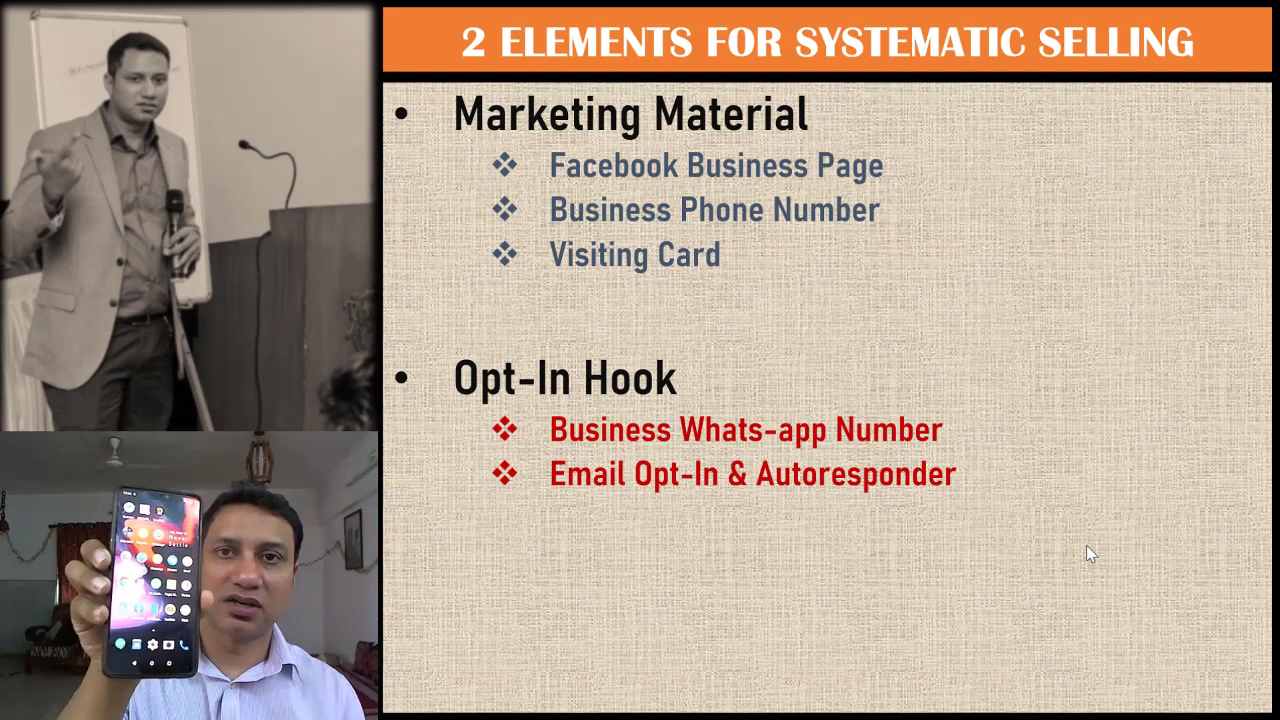 2 ELEMENTS FOR SYSTEMATIC SELLING
• Marketing Material
❖ Facebook Business Page
❖ Business Phone Number
❖ Visiting Card
• Opt-In Hook
❖ Business Whats-app Number
❖ Email Opt-In & Autoresponder